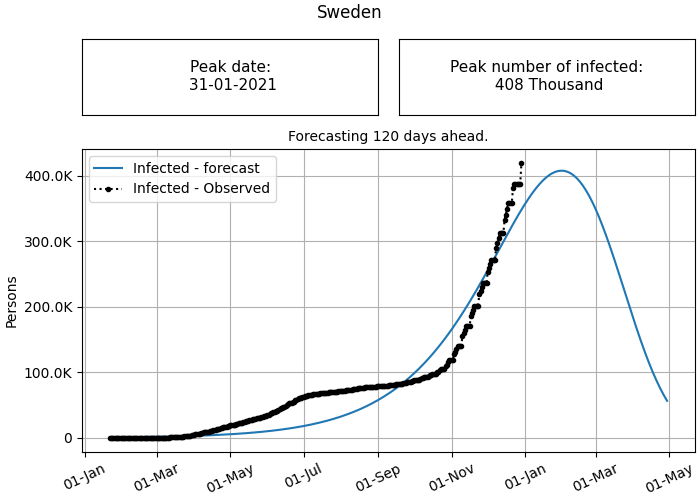 Sweden
Peak date:
31-01-2021
Peak number of infected:
408 Thousand
Forecasting 120 days ahead.
Infected - forecast
Infected - Observed
400.0K
300.0K
200.0K
100.0K
0
Persons
01-Jan
01-Mar
01-May
01-Jul
01-Sep
01-Nov
01-Jan
01-Mar
01-May